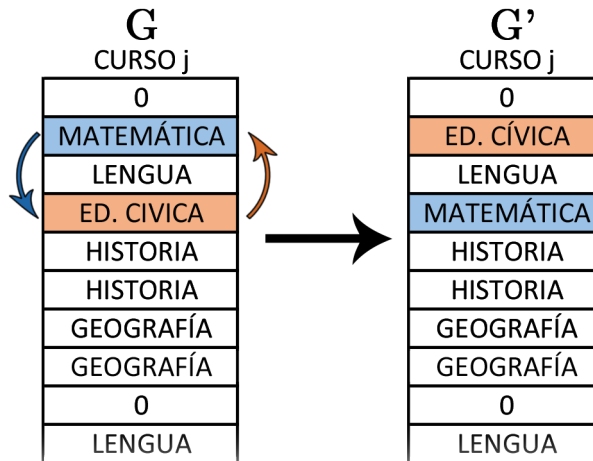 G
CURSO j
0
MATEMÁTICA
LENGUA
ED. CIVICA
HISTORIA
HISTORIA
GEOGRAFÍA
GEOGRAFÍA
0
LENGUA
G’
CURSO j
0
ED. CÍVICA
LENGUA
MATEMÁTICA
HISTORIA
HISTORIA
GEOGRAFÍA
GEOGRAFÍA
0
LENGUA